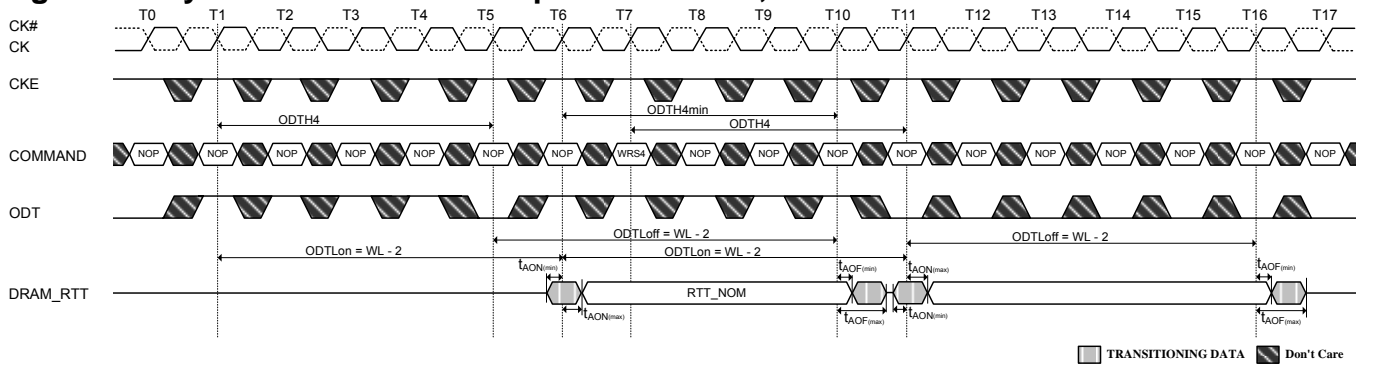 T0 T1 T2 T3 T4 T5 T6 T7 T8 T9 T10 T11 T12 T13 T14 T15 T16 T17
CK#
CK
CKE
ODTH4min
ODTH4 ODTH4
COMMAND NOP NOP NOP NOP NOP NOP NOP WRS4 NOP NOP NOP NOP NOP NOP NOP NOP NOP NOP
ODT
ODTLoff = WL - 2 ODTLoff = WL - 2
ODTLon = WL - 2 ODTLon = WL - 2
tAON(min) tAOF(min) tAON(max) tAOF(min)
DRAM_RTT RTT_NOM
tAON(max) tAOF(max) tAON(min) tAOF(max)
TRANSITIONING DATA Don't Care